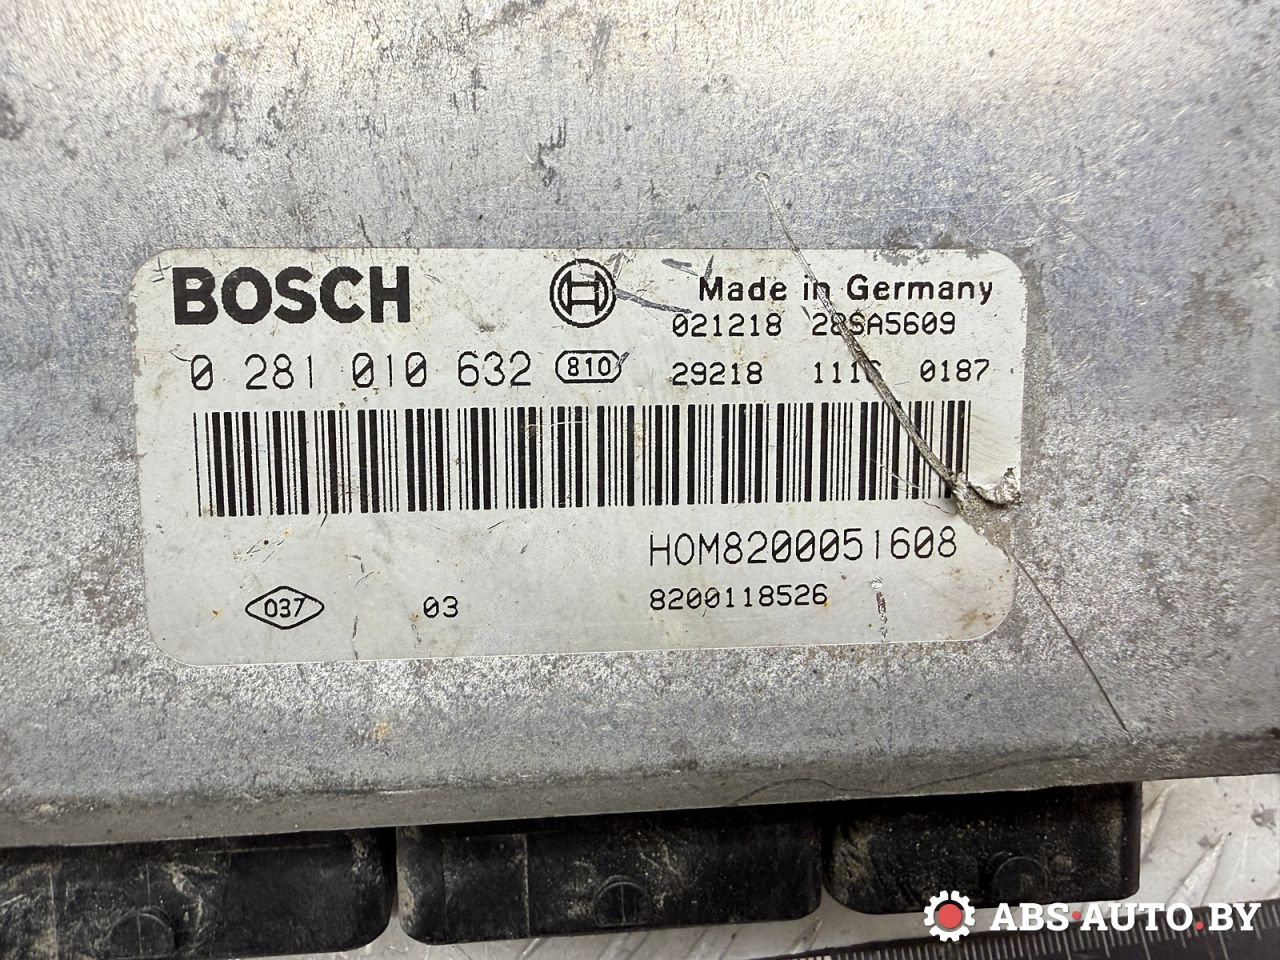 BOSCH
Made in Germany
021218 28SA5609
0 281 010 632 810
29218 111G 0187
HOM8200051608
037 03 8200118526
ABS-AUTO.BY